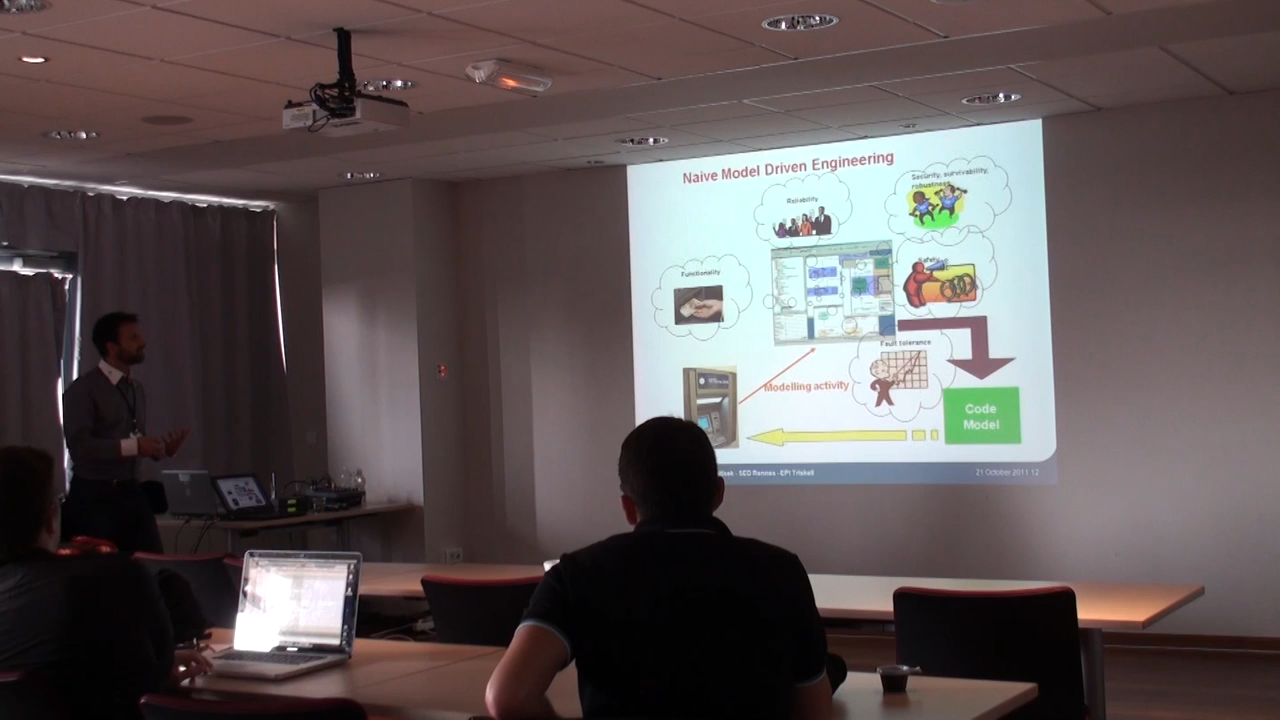 Naive Model Driven Engineering
Security, survivability,
robustness
Reliability
Safety
Functionality
Fault tolerance
Modelling activity
Code
Model
- SED Rennes - EPI Triskell
21 October 2011 12